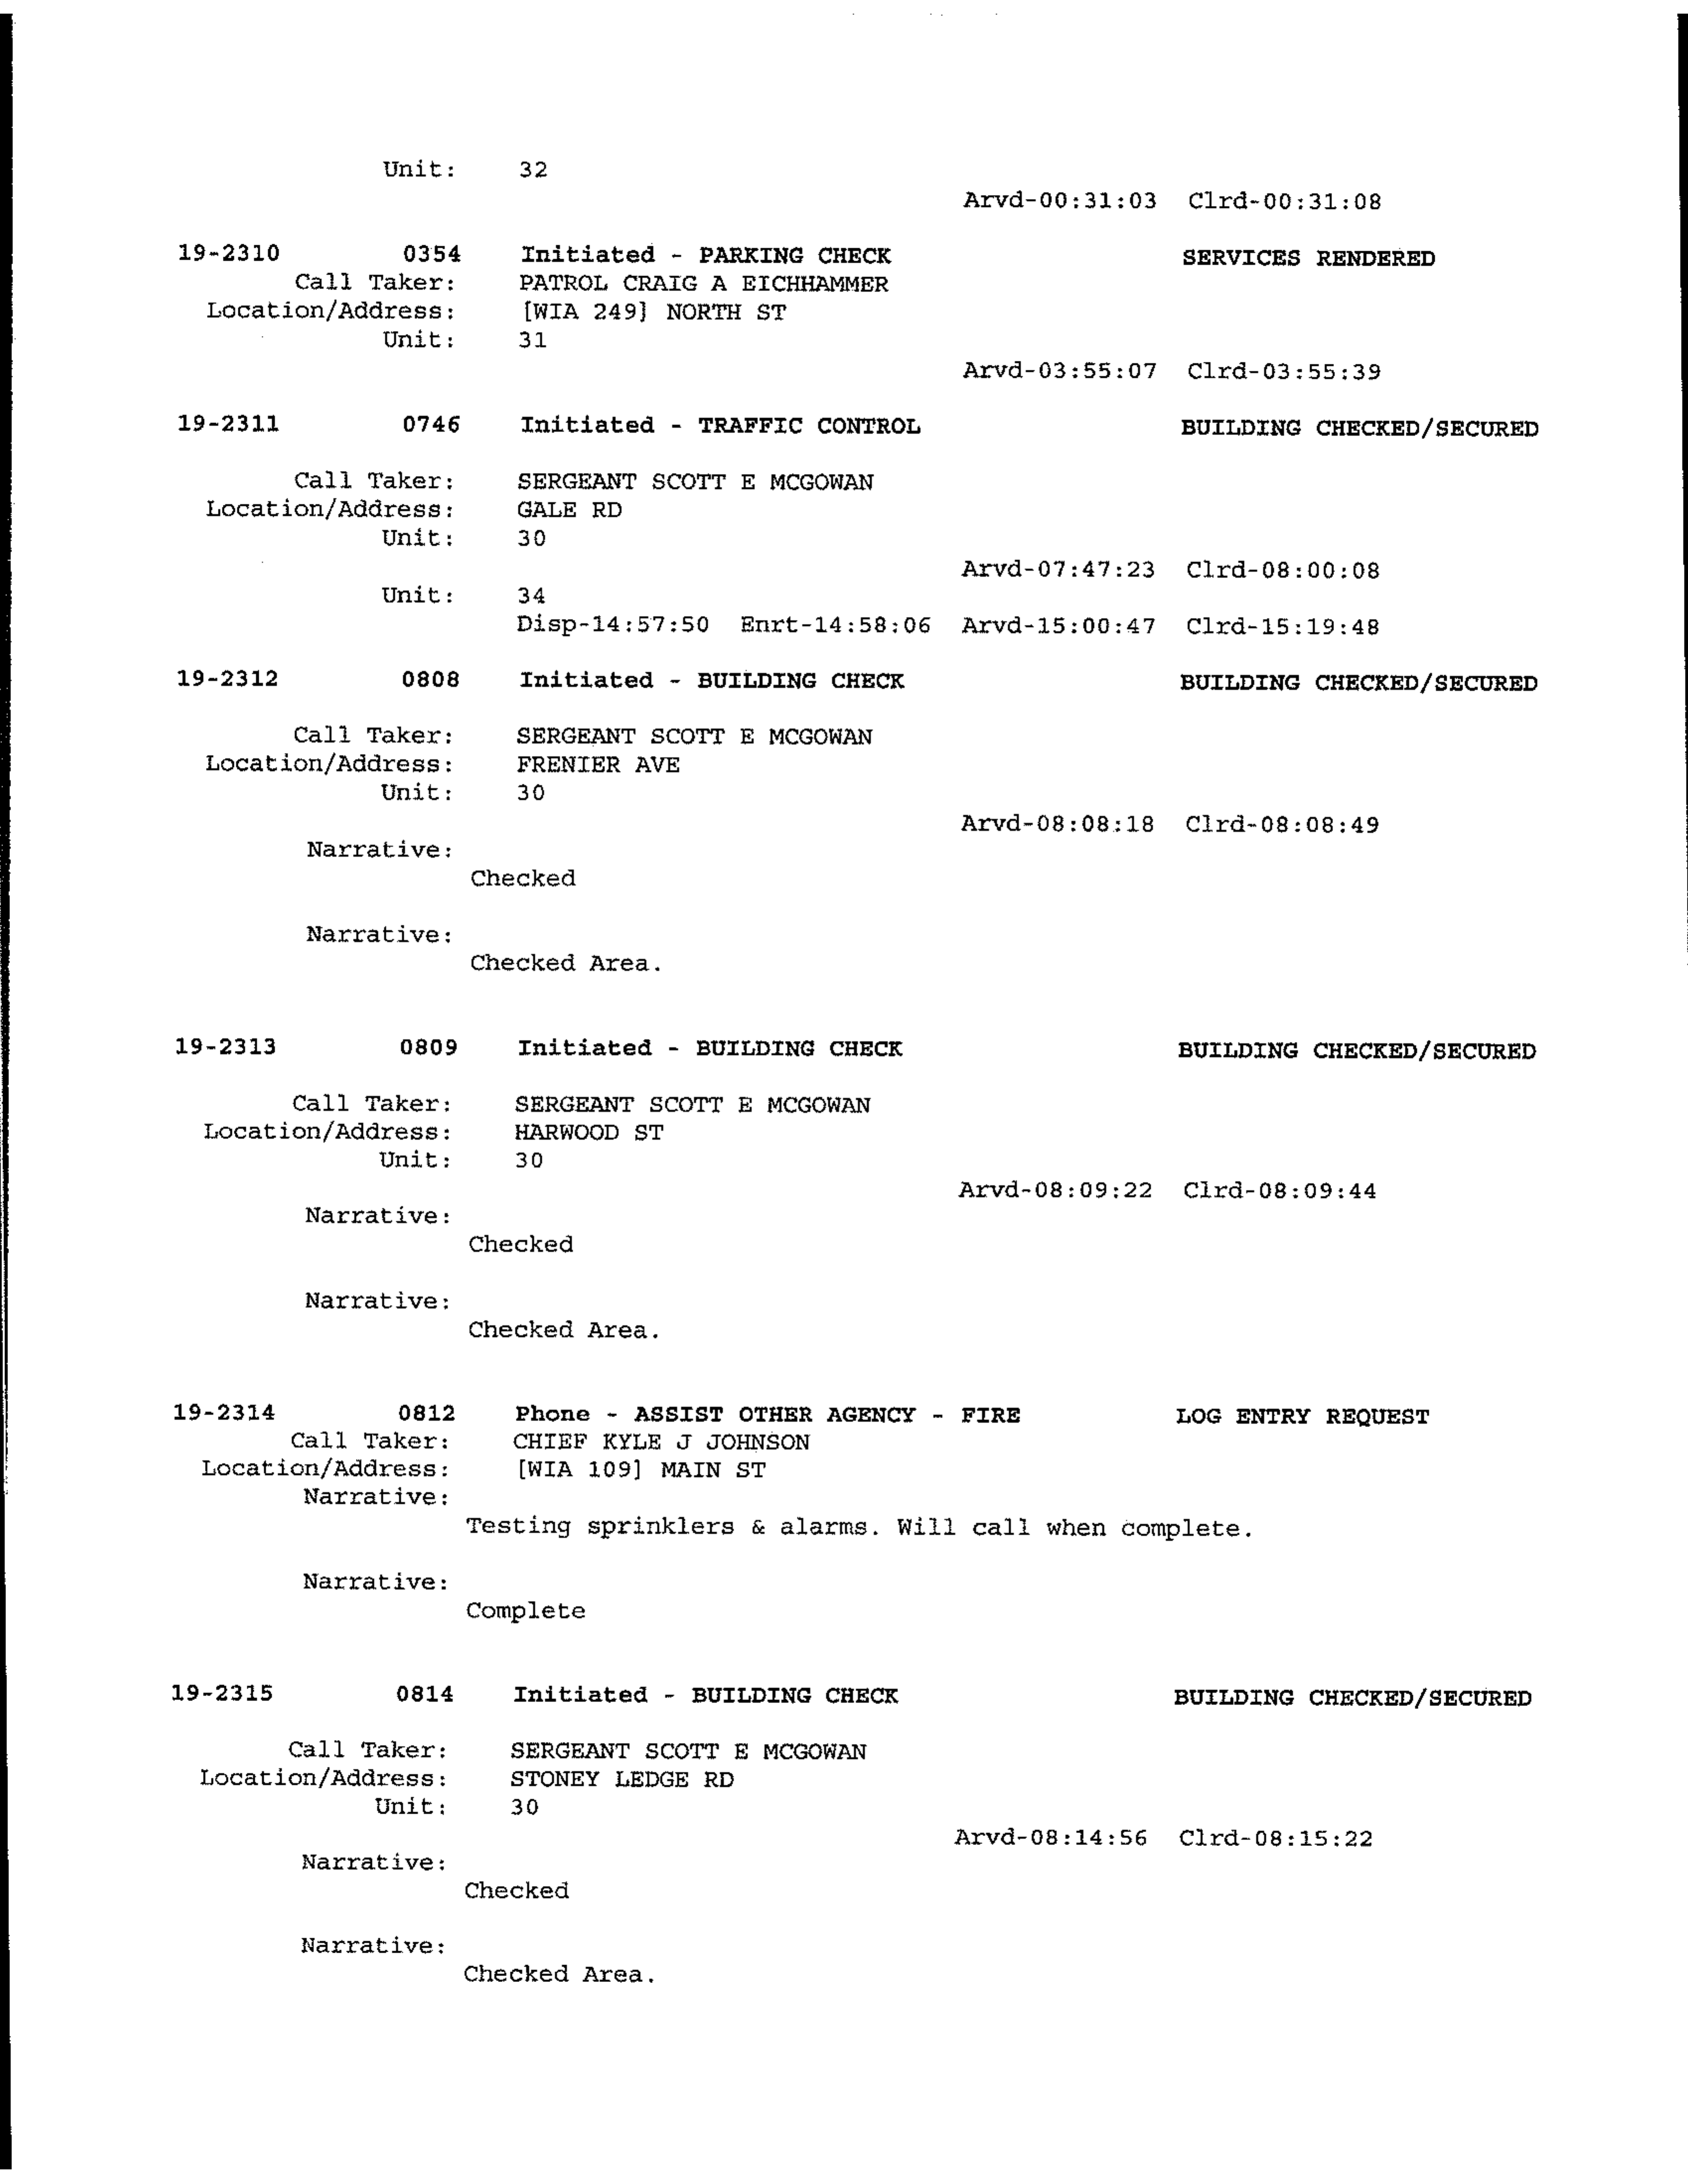 Unit: 32
Arvd-00:31:03 Clrd-00:31:08
19-2310 0354 Initiated - PARKING CHECK SERVICES RENDERED
Call Taker: PATROL CRAIG A EICHHAMMER
Location/Address: [WIA 249] NORTH ST
Unit: 31
Arvd-03:55:07 Clrd-03:55:39
19-2311 0746 Initiated - TRAFFIC CONTROL BUILDING CHECKED/SECURED
Call Taker: SERGEANT SCOTT E MCGOWAN
Location/Address: GALE RD
Unit: 30
Arvd-07:47:23 Clrd-08:00:08
Unit: 34
Disp-14:57:50 Enrt-14:58:06 Arvd-15:00:47 Clrd-15:19:48
19-2312 0808 Initiated - BUILDING CHECK BUILDING CHECKED/SECURED
Call Taker: SERGEANT SCOTT E MCGOWAN
Location/Address: FRENIER AVE
Unit: 30
Arvd-08:08:18 Clrd-08:08:49
Narrative:
Checked
Narrative:
Checked Area.
19-2313 0809 Initiated - BUILDING CHECK BUILDING CHECKED/SECURED
Call Taker: SERGEANT SCOTT E MCGOWAN
Location/Address: HARWOOD ST
Unit: 30
Arvd-08:09:22 Clrd-08:09:44
Narrative:
Checked
Narrative:
Checked Area.
19-2314 0812 Phone - ASSIST OTHER AGENCY - FIRE LOG ENTRY REQUEST
Call Taker: CHIEF KYLE J JOHNSON
Location/Address: [WIA 109] MAIN ST
Narrative:
Testing sprinklers & alarms. Will call when complete.
Narrative:
Complete
19-2315 0814 Initiated - BUILDING CHECK BUILDING CHECKED/SECURED
Call Taker: SERGEANT SCOTT E MCGOWAN
Location/Address: STONEY LEDGE RD
Unit: 30
Arvd-08:14:56 Clrd-08:15:22
Narrative:
Checked
Narrative:
Checked Area.